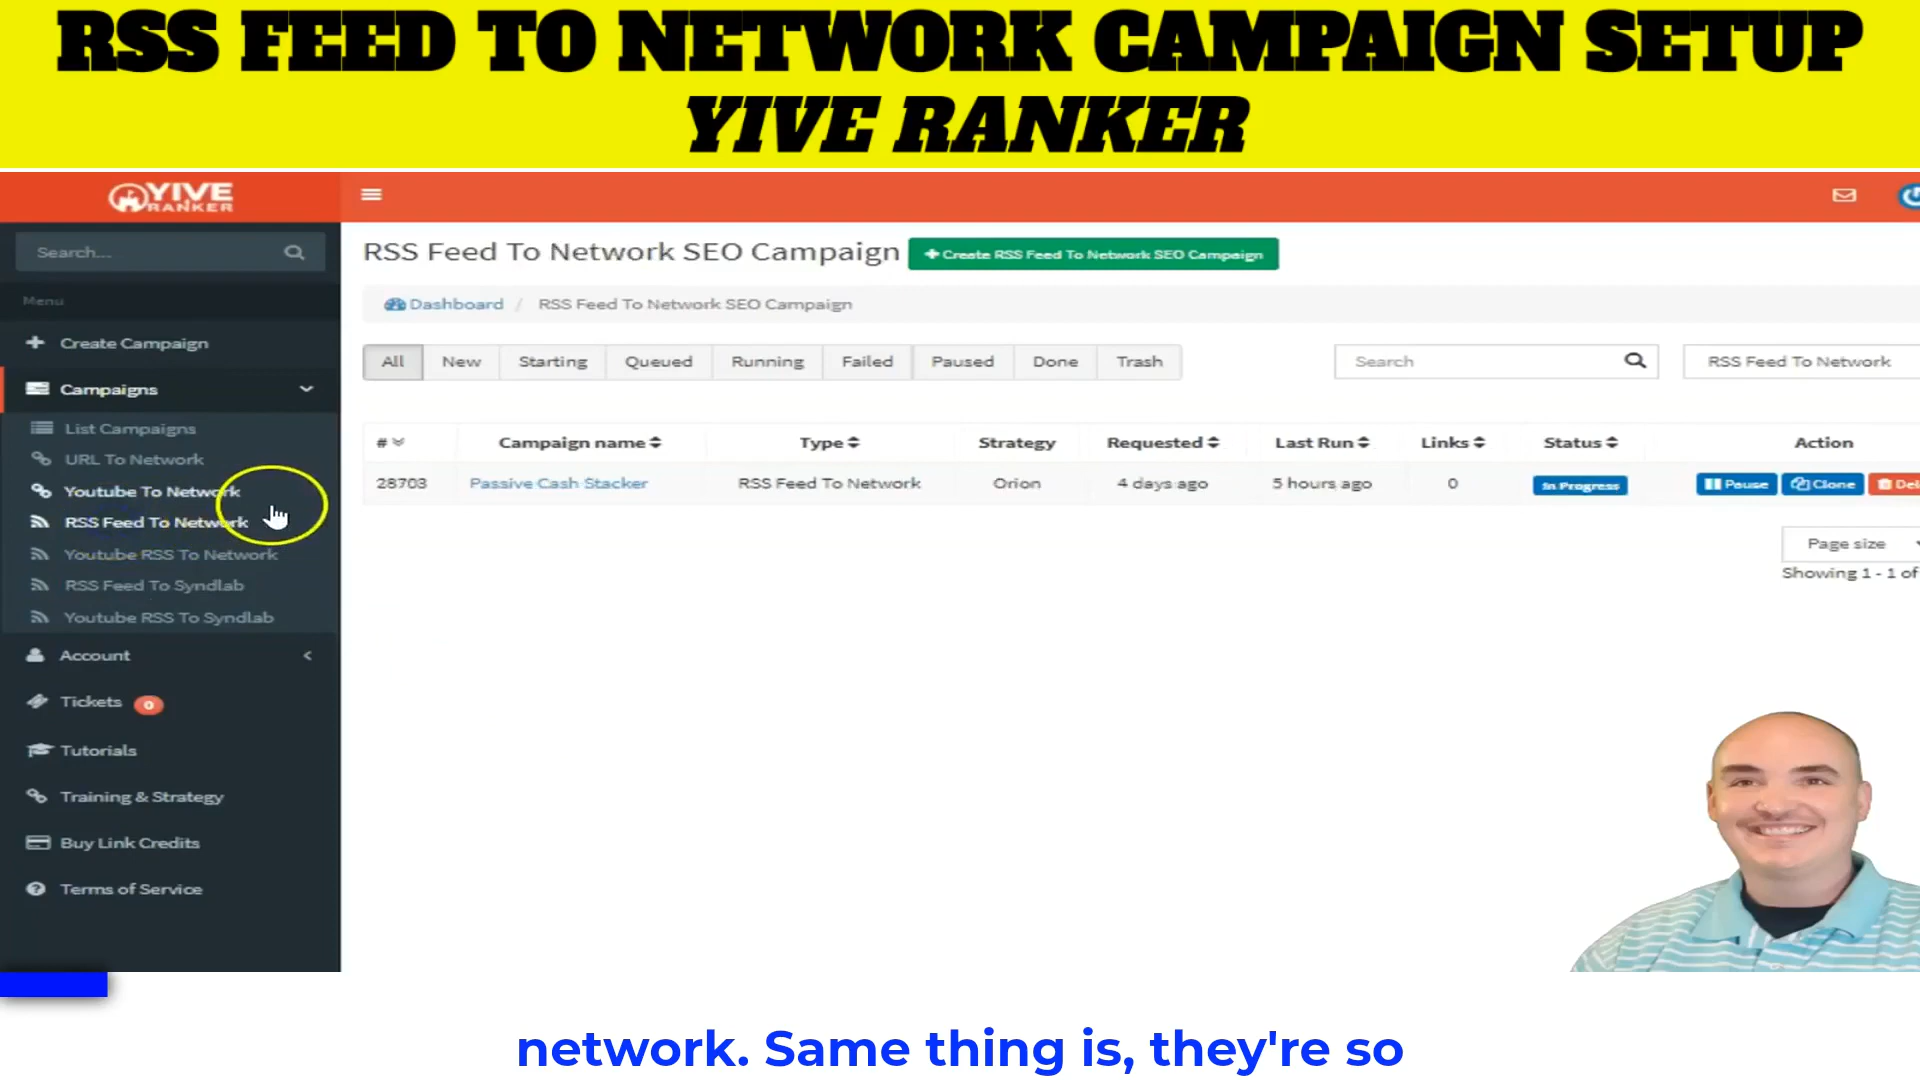 RSS FEED TO NETWORK CAMPAIGN SETUP
YIVE RANKER
YIVE
RANKER
RSS Feed To Network SEO Campaign
Create RSS Feed To Network SEO Campaign
Search...
Menu
Dashboard / RSS Feed To Network SEO Campaign
Create Campaign
Campaigns
List Campaigns
URL To Network
Youtube To Network
RSS Feed To Network
Youtube RSS To Network
RSS Feed To Syndlab
Youtube RSS To Syndlab
Account
Tickets 0
Tutorials
Training & Strategy
Buy Link Credits
Terms of Service
All New Starting Queued Running Failed Paused Done Trash
Search
RSS Feed To Network
# Campaign name Type Strategy Requested Last Run Links Status Action
28703 Passive Cash Stacker RSS Feed To Network Orion 4 days ago 5 hours ago 0 In Progress Pause Clone Del
Page size
Showing 1 - 1 of
network. Same thing is, they're so